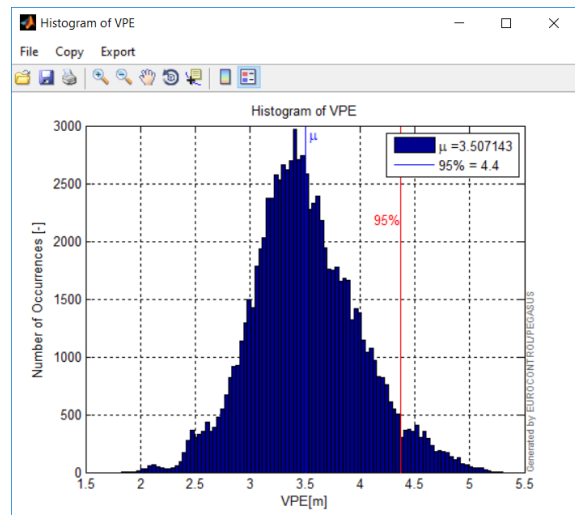 Histogram of VPE
File Copy Export
Histogram of VPE
μ
μ =3.507143
95% = 4.4
95%
Number of Occurrences [-]
3000
2500
2000
1500
1000
500
0
1.5 2 2.5 3 3.5 4 4.5 5 5.5
VPE[m]
Generated by EUROCONTROL/PEGASUS